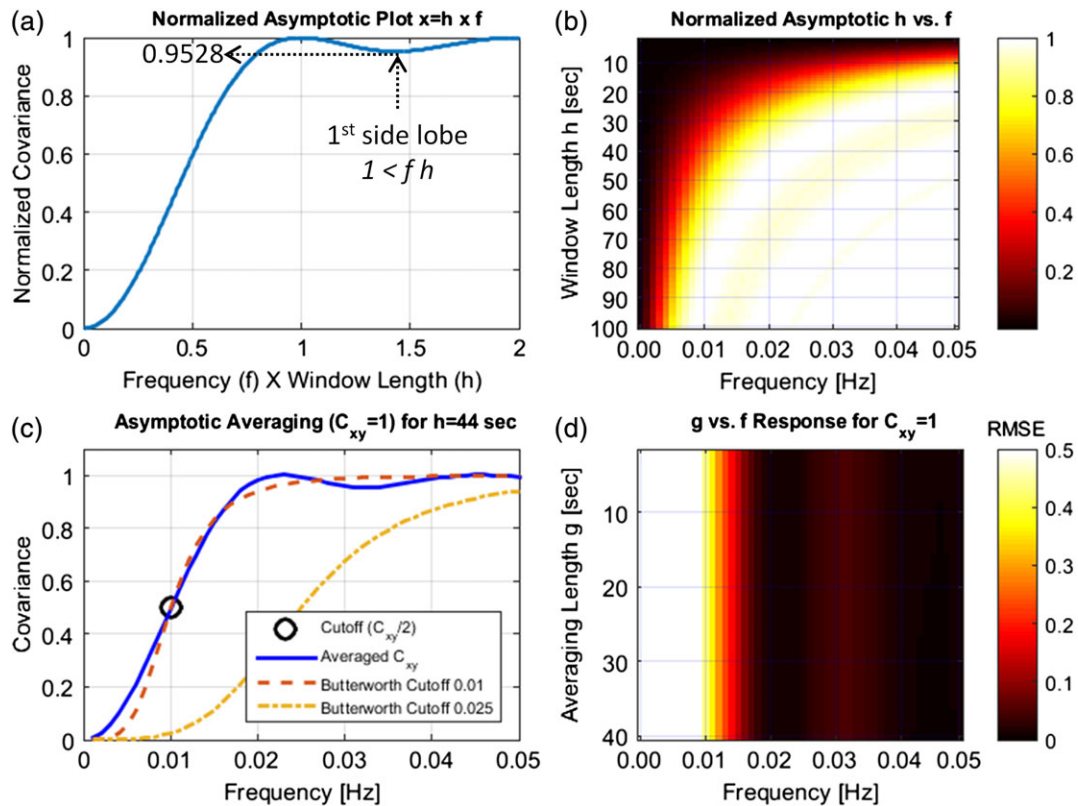 (a)
Normalized Asymptotic Plot x=h x f
1
0.9528
0.8
0.6
0.4
0.2
0
1st side lobe
1 < f h
0
0.5
1
1.5
2
Normalized Covariance
Frequency (f) X Window Length (h)
(b)
Normalized Asymptotic h vs. f
10
20
30
40
50
60
70
80
90
100
Window Length h [sec]
0.00
0.01
0.02
0.03
0.04
0.05
Frequency [Hz]
1
0.8
0.6
0.4
0.2
(c)
Asymptotic Averaging (Cxy=1) for h=44 sec
1
0.8
0.6
0.4
0.2
0
Covariance
Cutoff (Cxy/2)
Averaged Cxy
Butterworth Cutoff 0.01
Butterworth Cutoff 0.025
0
0.01
0.02
0.03
0.04
0.05
Frequency [Hz]
(d)
g vs. f Response for Cxy=1
RMSE
10
20
30
40
Averaging Length g [sec]
0.00
0.01
0.02
0.03
0.04
0.05
Frequency [Hz]
0.5
0.4
0.3
0.2
0.1
0